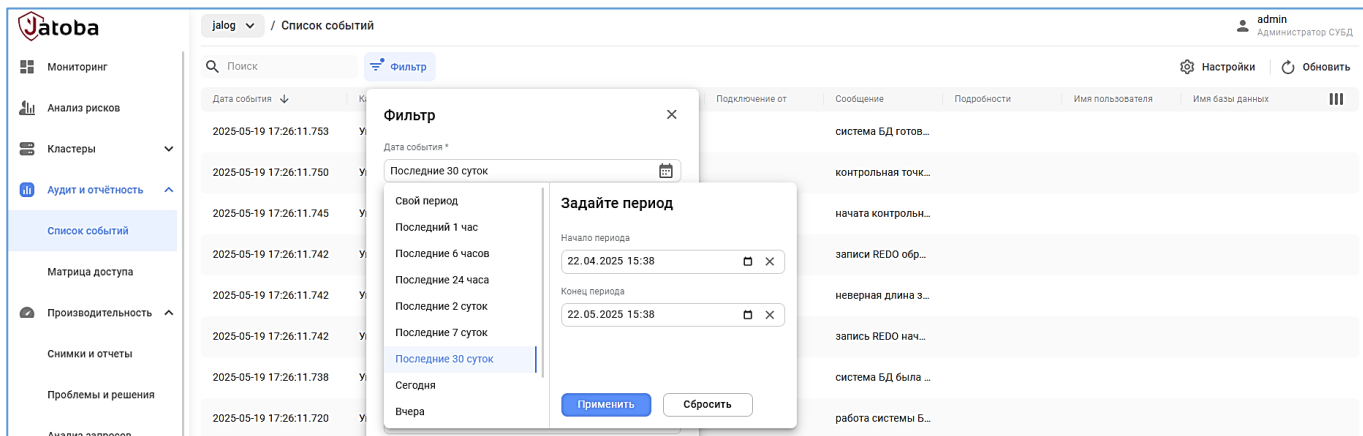 Jatoba
jalog / Список событий
admin
Администратор СУБД
Мониторинг
Анализ рисков
Кластеры
Аудит и отчётность
Список событий
Матрица доступа
Производительность
Снимки и отчеты
Проблемы и решения
Анализ запросов
Поиск
Фильтр
Настройки
Обновить
Дата события
Подключение от
Сообщение
Подробности
Имя пользователя
Имя базы данных
2025-05-19 17:26:11.753
система БД готов...
2025-05-19 17:26:11.750
контрольная точк...
2025-05-19 17:26:11.745
начата контрольн...
2025-05-19 17:26:11.742
записи REDO обр...
2025-05-19 17:26:11.742
неверная длина з...
2025-05-19 17:26:11.742
запись REDO нач...
2025-05-19 17:26:11.738
система БД была ...
2025-05-19 17:26:11.720
работа системы Б...
Фильтр
Дата события *
Последние 30 суток
Свой период
Последний 1 час
Последние 6 часов
Последние 24 часа
Последние 2 суток
Последние 7 суток
Последние 30 суток
Сегодня
Вчера
Задайте период
Начало периода
22.04.2025 15:38
Конец периода
22.05.2025 15:38
Применить
Сбросить